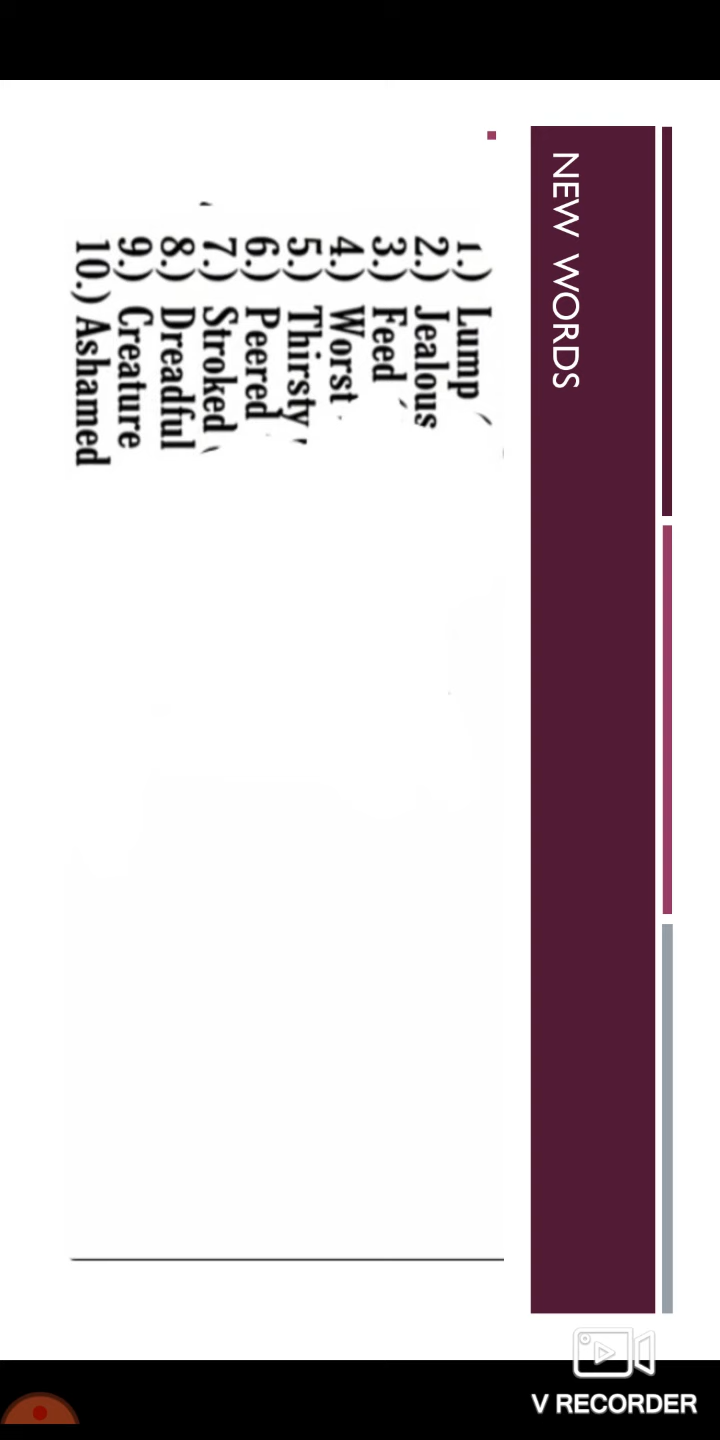 NEW WORDS
1.) Lump
2.) Jealous
3.) Feed
4.) Worst
5.) Thirsty
6.) Peered
7.) Stroked
8.) Dreadful
9.) Creature
10.) Ashamed
V RECORDER